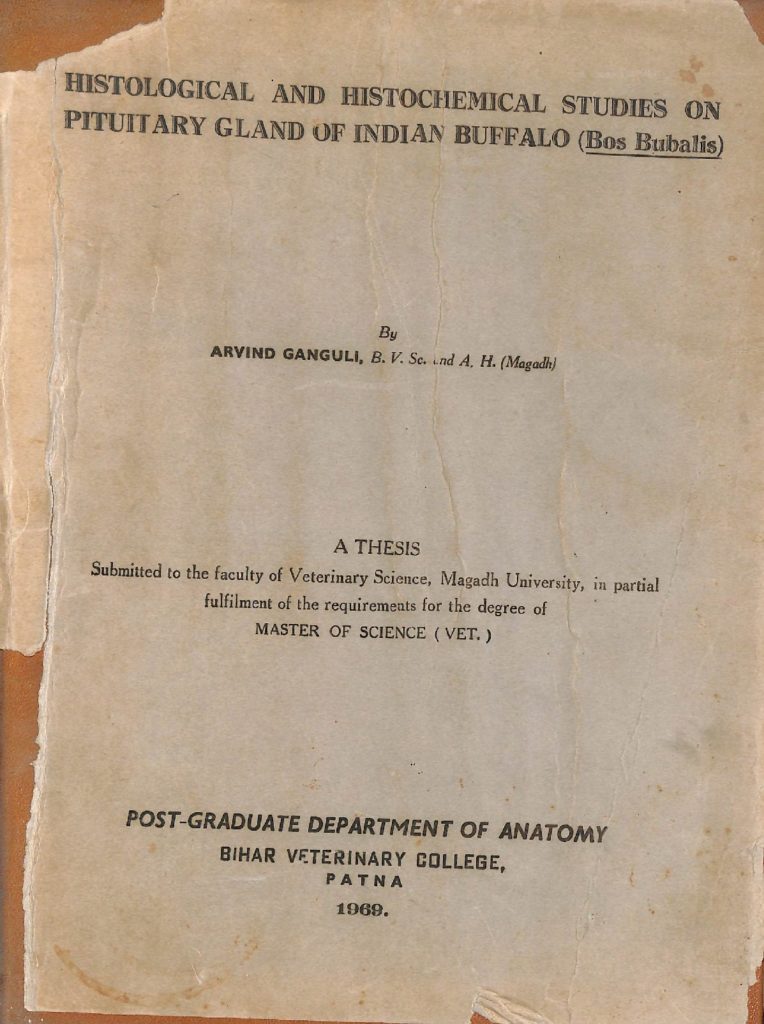 HISTOLOGICAL AND HISTOCHEMICAL STUDIES ON
PITUITARY GLAND OF INDIAN BUFFALO (Bos Bubalis)
By
ARVIND GANGULI, B. V. Sc. and A. H. (Magadh)
A THESIS
Submitted to the faculty of Veterinary Science, Magadh University, in partial
fulfilment of the requirements for the degree of
MASTER OF SCIENCE ( VET. )
POST-GRADUATE DEPARTMENT OF ANATOMY
BIHAR VETERINARY COLLEGE,
PATNA
1969.